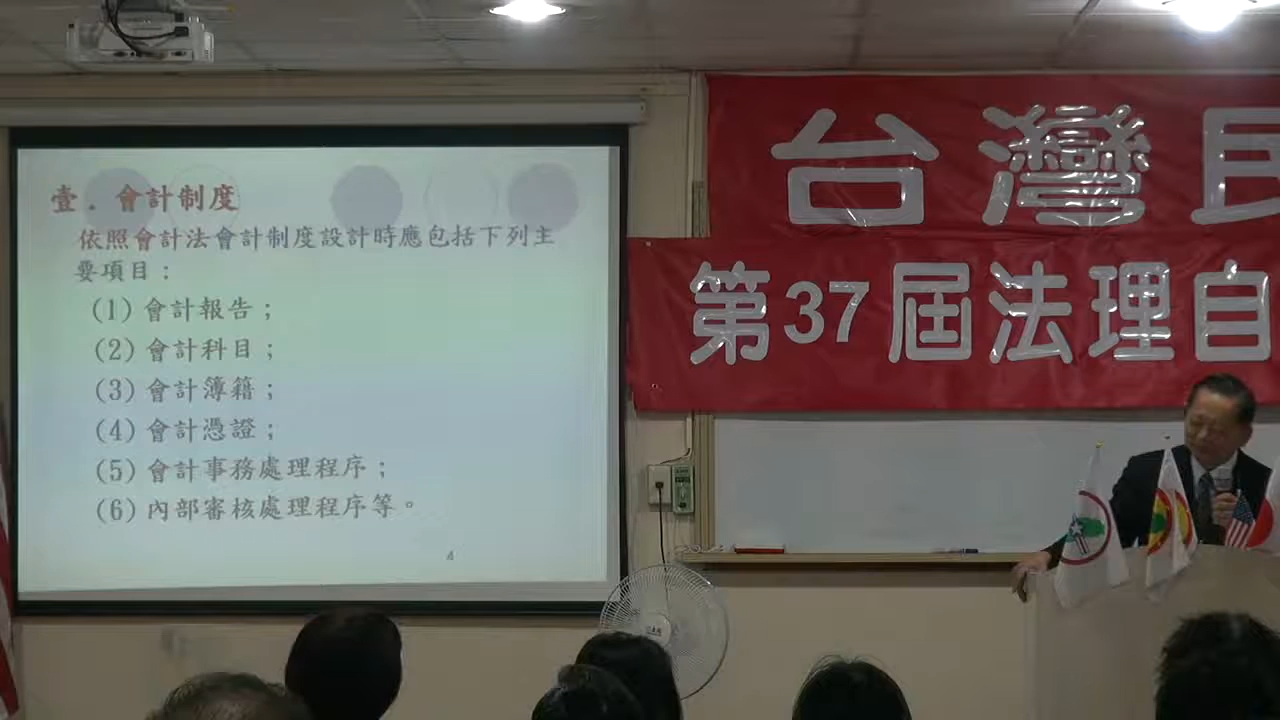 壹．會計制度
依照會計法會計制度設計時應包括下列主
要項目：
(1) 會計報告；
(2) 會計科目；
(3) 會計簿籍；
(4) 會計憑證；
(5) 會計事務處理程序；
(6) 內部審核處理程序等。
4
台灣民
第37屆法理自